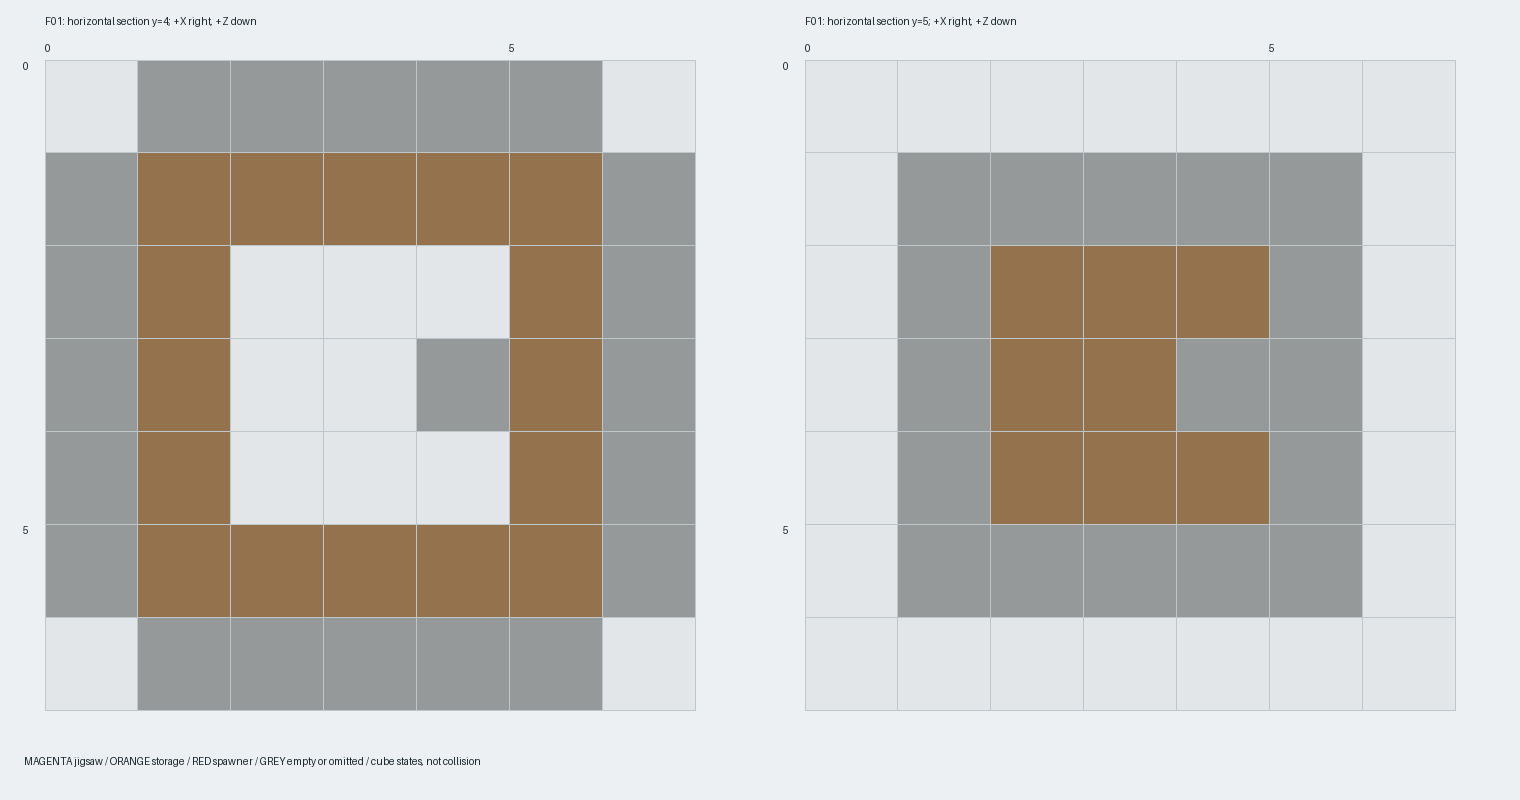 F01: horizontal section y=4; +X right, +Z down
F01: horizontal section y=5; +X right, +Z down
0 5
0 5
0
0
5
5
MAGENTA jigsaw / ORANGE storage / RED spawner / GREY empty or omitted / cube states, not collision